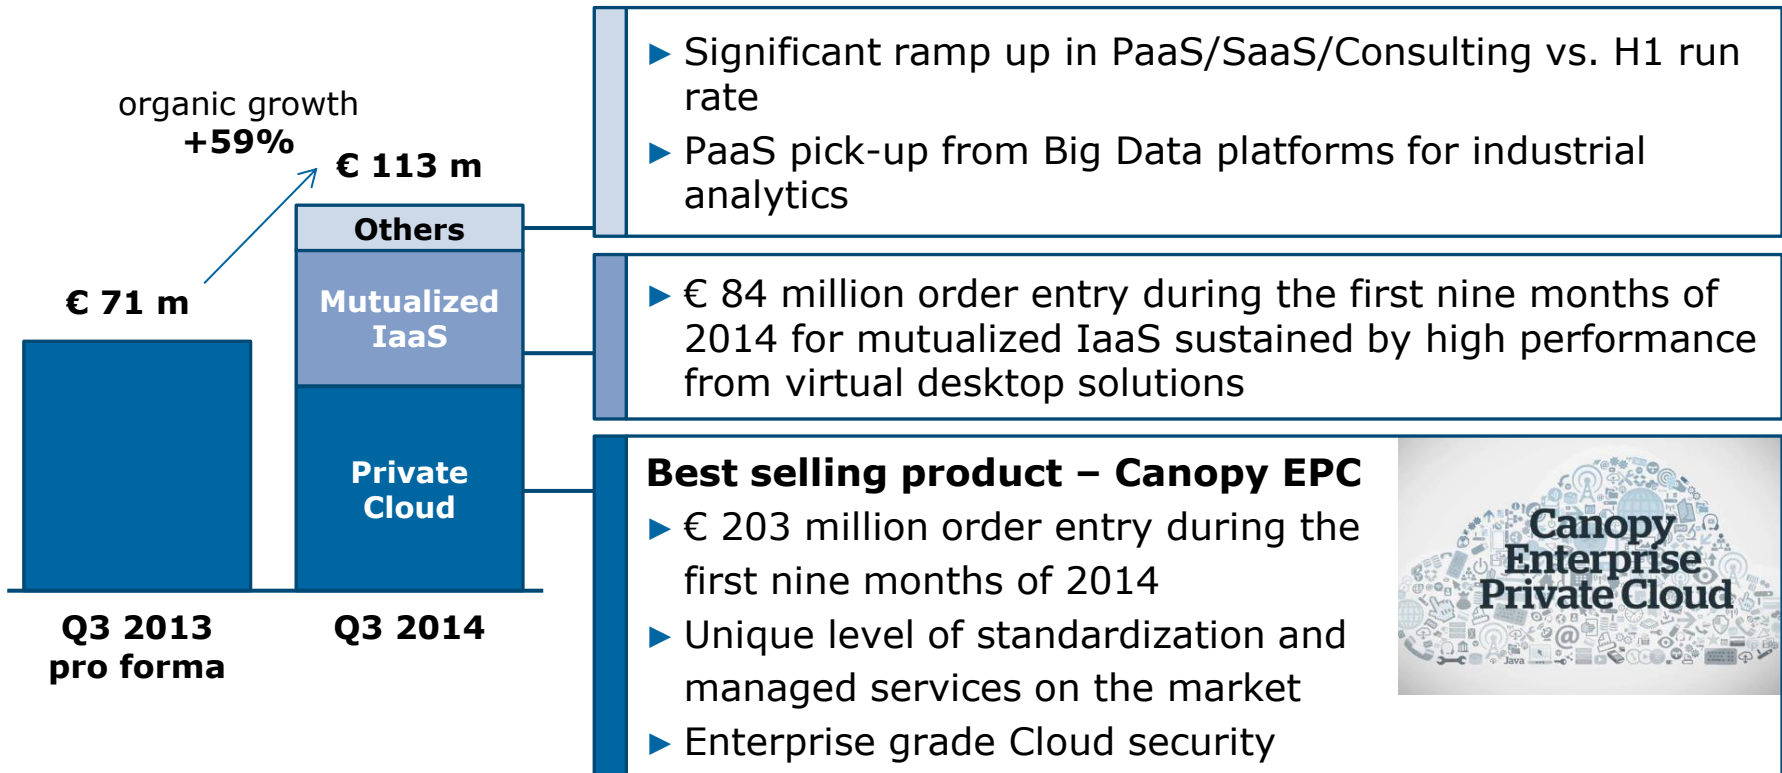 organic growth
+59%
€ 113 m
€ 71 m
Others
Mutualized
IaaS
Private
Cloud
Q3 2013
pro forma
Q3 2014
► Significant ramp up in PaaS/SaaS/Consulting vs. H1 run
rate
► PaaS pick-up from Big Data platforms for industrial
analytics
► € 84 million order entry during the first nine months of
2014 for mutualized IaaS sustained by high performance
from virtual desktop solutions
Best selling product – Canopy EPC
► € 203 million order entry during the
first nine months of 2014
► Unique level of standardization and
managed services on the market
► Enterprise grade Cloud security
Canopy
Enterprise
Private Cloud
Java